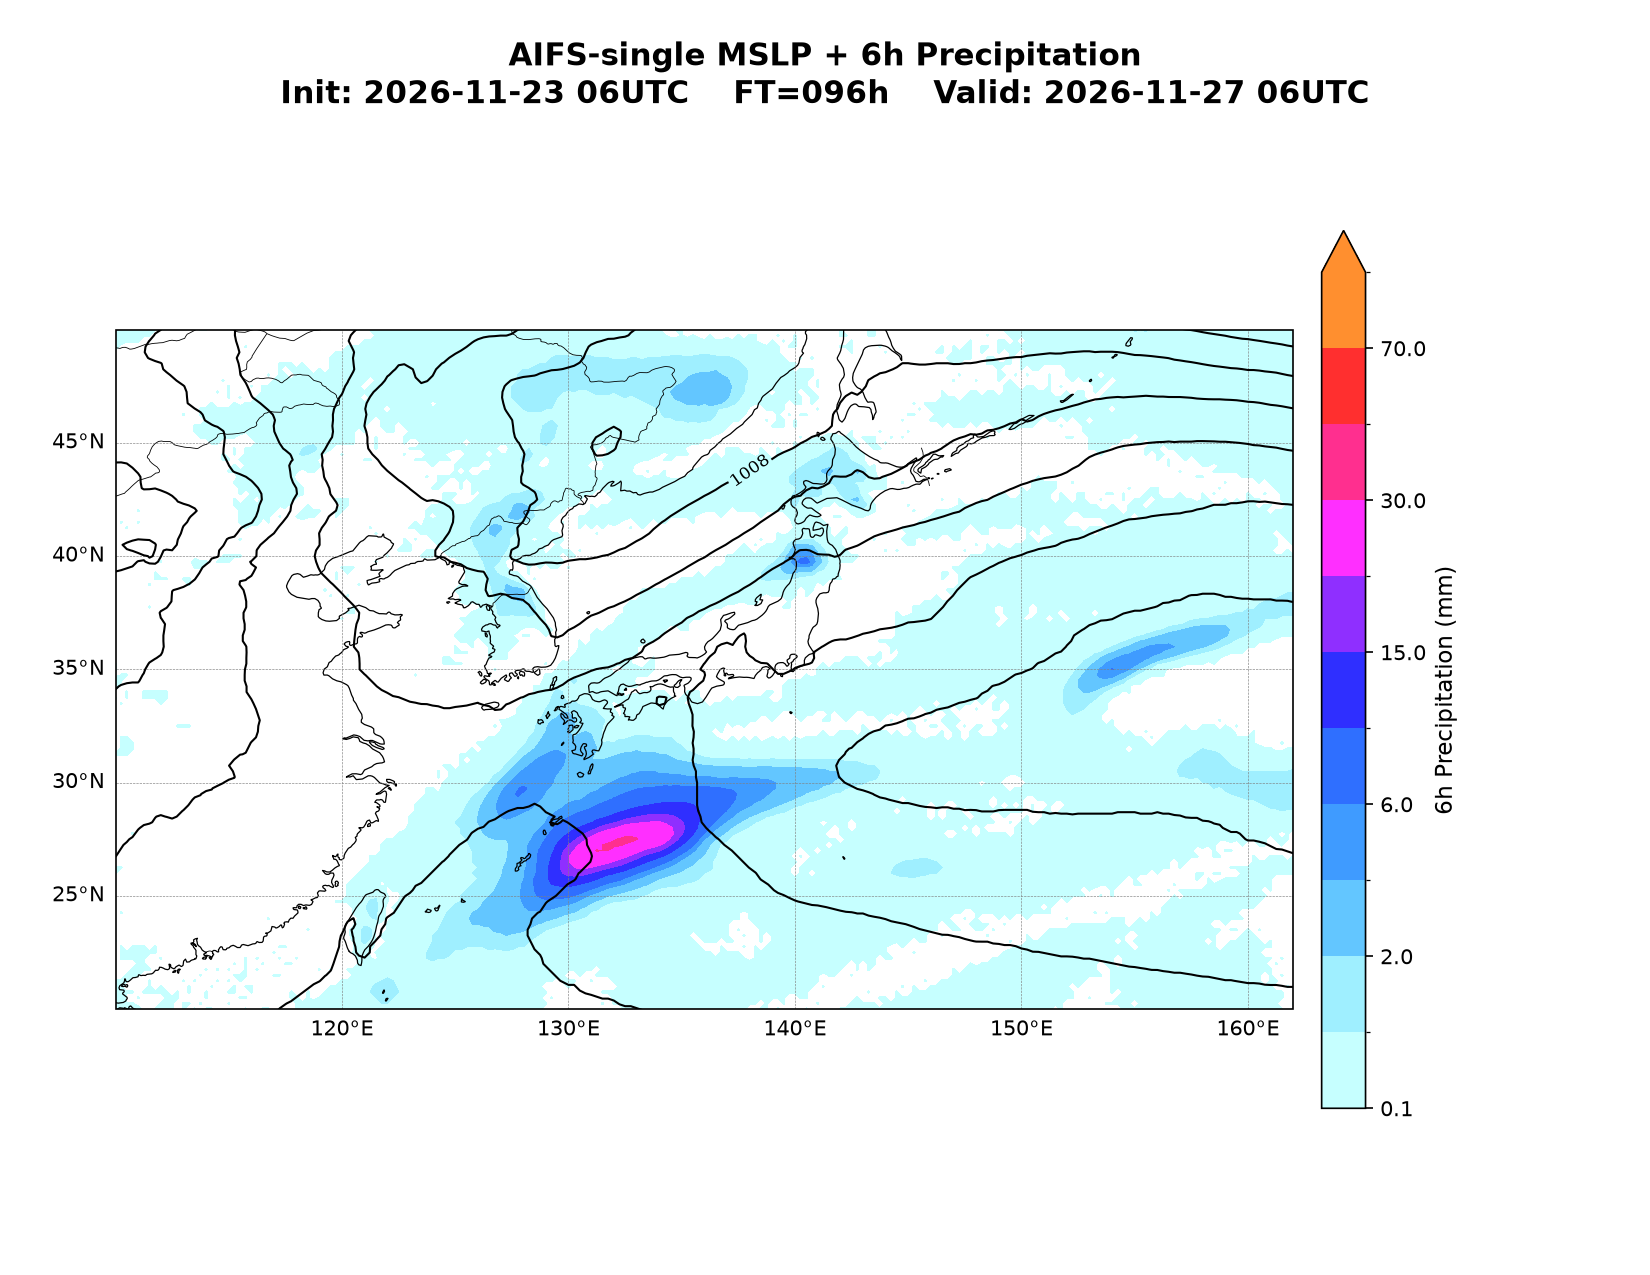 AIFS-single MSLP + 6h Precipitation
Init: 2026-11-23 06UTC    FT=096h    Valid: 2026-11-27 06UTC
70.0
30.0
15.0
6.0
2.0
0.1
6h Precipitation (mm)
45°N
40°N
35°N
30°N
25°N
1008
120°E
130°E
140°E
150°E
160°E